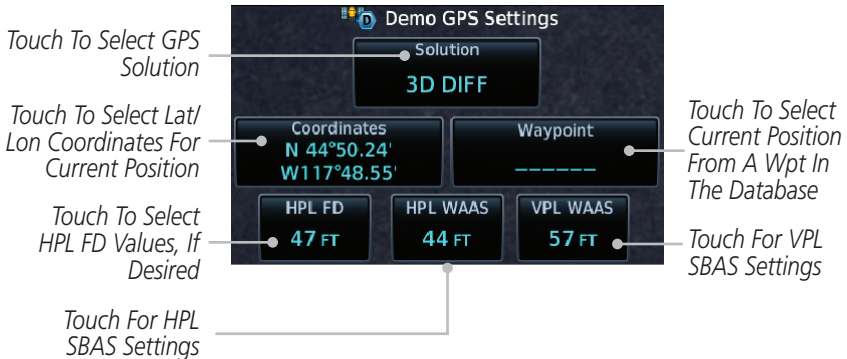 Demo GPS Settings
Touch To Select GPS
Solution
Solution
3D DIFF
Touch To Select Lat/
Lon Coordinates For
Current Position
Coordinates
N 44°50.24'
W117°48.55'
Waypoint
______
Touch To Select
Current Position
From A Wpt In
The Database
Touch To Select
HPL FD Values, If
Desired
HPL FD
47 FT
HPL WAAS
44 FT
VPL WAAS
57 FT
Touch For VPL
SBAS Settings
Touch For HPL
SBAS Settings